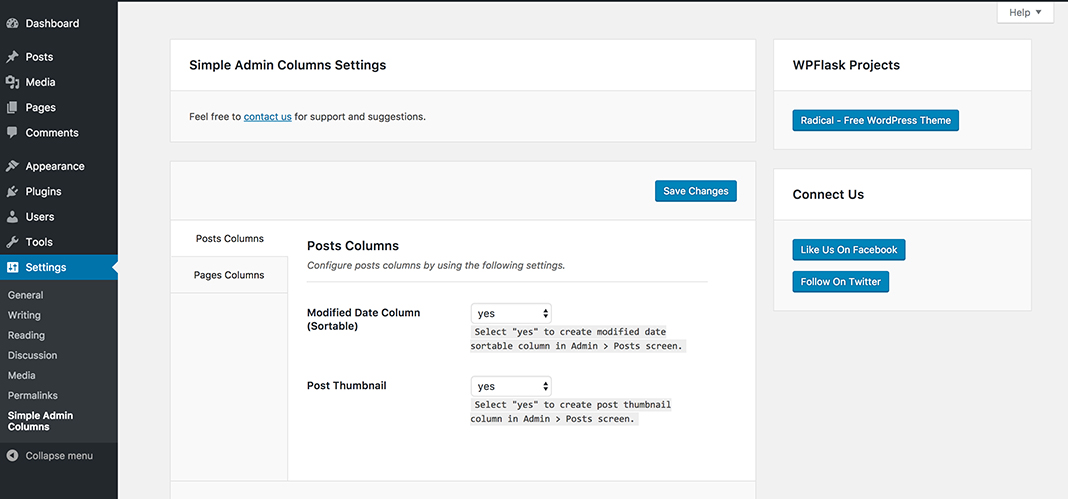 Help ▼
Dashboard
Posts
Media
Pages
Comments
Appearance
Plugins
Users
Tools
Settings
General
Writing
Reading
Discussion
Media
Permalinks
Simple Admin
Columns
Collapse menu
Simple Admin Columns Settings
Feel free to contact us for support and suggestions.
Save Changes
Posts Columns
Pages Columns
Posts Columns
Configure posts columns by using the following settings.
Modified Date Column
(Sortable)
yes
Select "yes" to create modified date
sortable column in Admin > Posts screen.
Post Thumbnail
yes
Select "yes" to create post thumbnail
column in Admin > Posts screen.
WPFlask Projects
Radical - Free WordPress Theme
Connect Us
Like Us On Facebook
Follow On Twitter